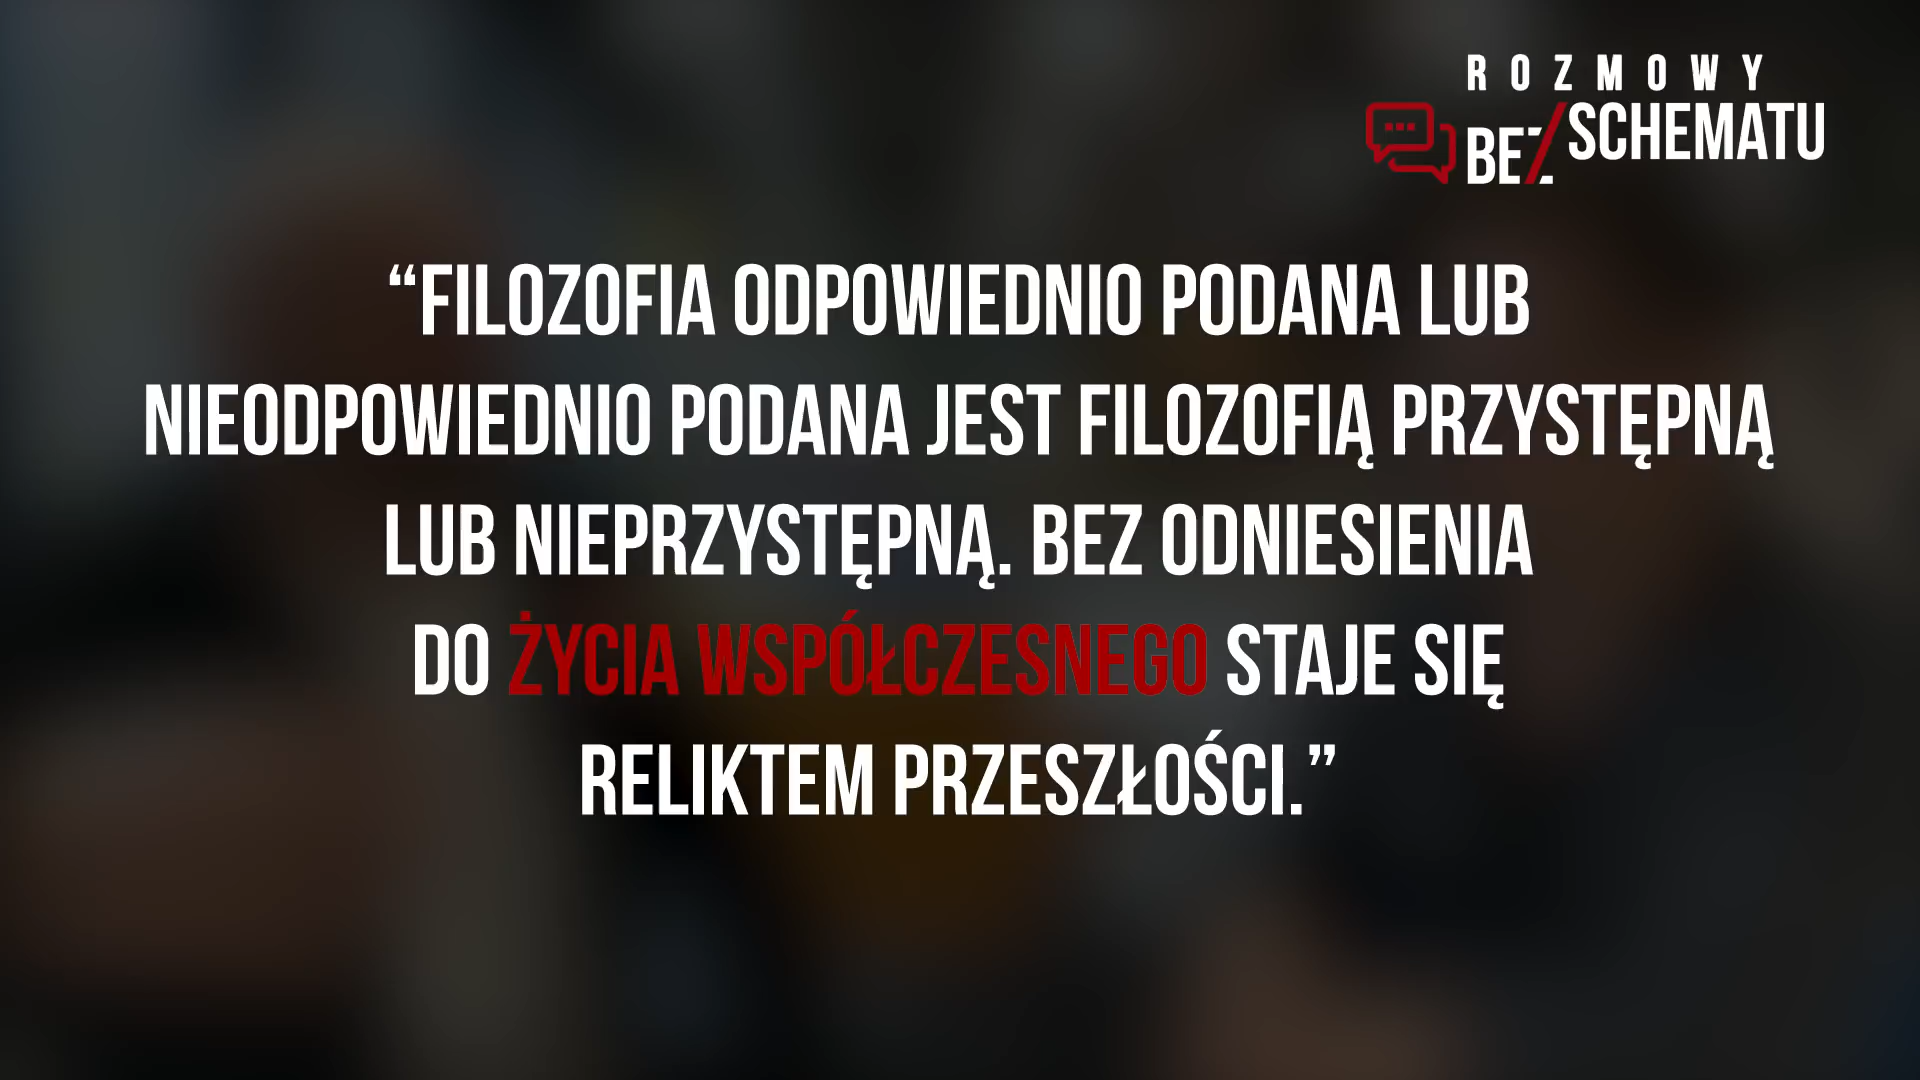 ROZMOWY
BEZ/SCHEMATU
“FILOZOFIA ODPOWIEDNIO PODANA LUB
NIEODPOWIEDNIO PODANA JEST FILOZOFIĄ PRZYSTĘPNĄ
LUB NIEPRZYSTĘPNĄ. BEZ ODNIESIENIA
DO ŻYCIA WSPÓŁCZESNEGO STAJE SIĘ
RELIKTEM PRZESZŁOŚCI.”